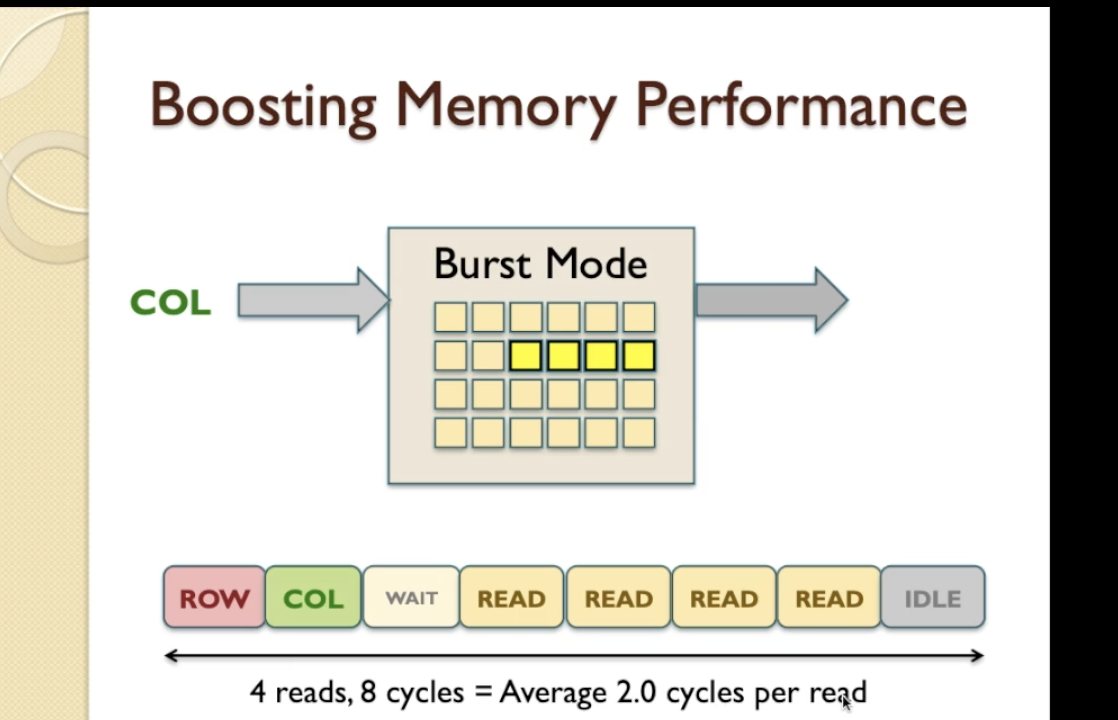 Boosting Memory Performance
Burst Mode
COL
ROW COL WAIT READ READ READ READ IDLE
4 reads, 8 cycles = Average 2.0 cycles per read